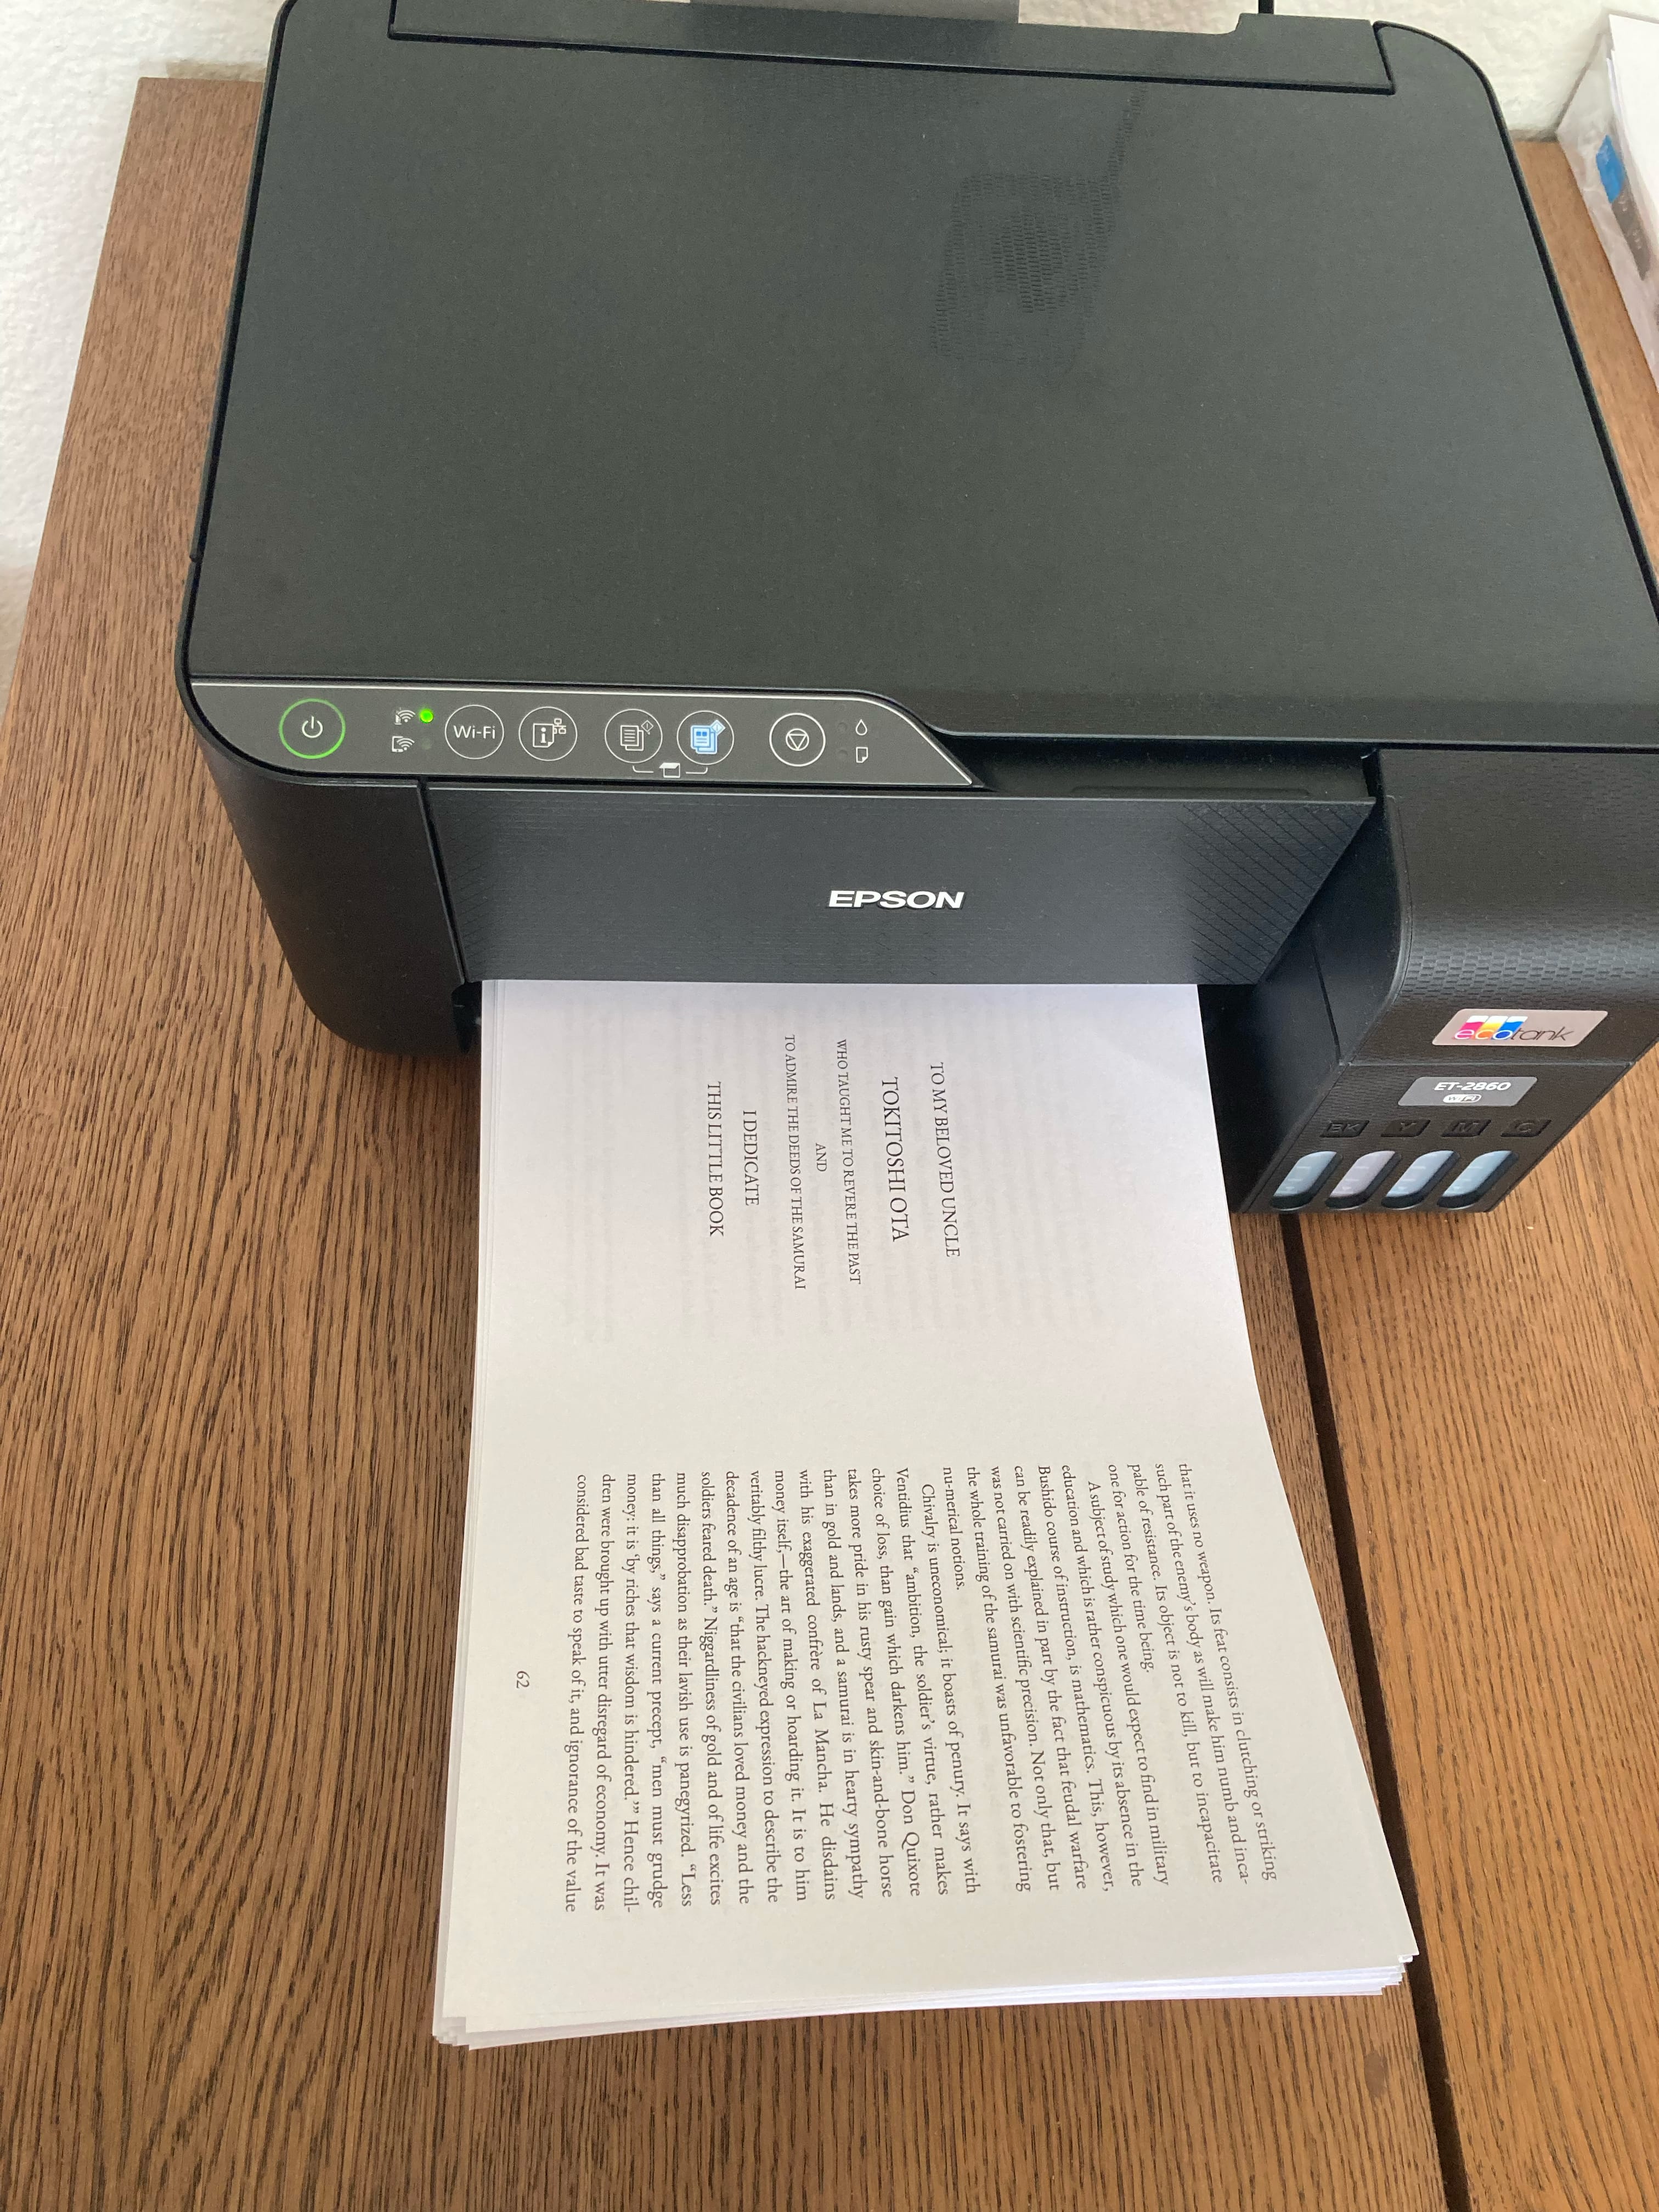 Wi-Fi
EPSON
ecotank
ET-2860
Wi-Fi
BK Y M C
TO MY BELOVED UNCLE
TOKITOSHI OTA
WHO TAUGHT ME TO REVERE THE PAST
AND
TO ADMIRE THE DEEDS OF THE SAMURAI
I DEDICATE
THIS LITTLE BOOK
that it uses no weapon. Its feat consists in clutching or striking
such part of the enemy's body as will make him numb and inca-
pable of resistance. Its object is not to kill, but to incapacitate
one for action for the time being.
A subject of study which one would expect to find in military
education and which is rather conspicuous by its absence in the
Bushido course of instruction, is mathematics. This, however,
can be readily explained in part by the fact that feudal warfare
was not carried on with scientific precision. Not only that, but
the whole training of the samurai was unfavorable to fostering
nu-merical notions.
Chivalry is uneconomical; it boasts of penury. It says with
Ventidius that “ambition, the soldier's virtue, rather makes
choice of loss, than gain which darkens him.” Don Quixote
takes more pride in his rusty spear and skin-and-bone horse
than in gold and lands, and a samurai is in hearty sympathy
with his exaggerated confrère of La Mancha. He disdains
money itself,—the art of making or hoarding it. It is to him
veritably filthy lucre. The hackneyed expression to describe the
decadence of an age is “that the civilians loved money and the
soldiers feared death.” Niggardliness of gold and of life excites
much disapprobation as their lavish use is panegyrized. “Less
than all things,” says a current precept, “men must grudge
money: it is ‘by riches that wisdom is hindered.’” Hence chil-
dren were brought up with utter disregard of economy. It was
considered bad taste to speak of it, and ignorance of the value
62